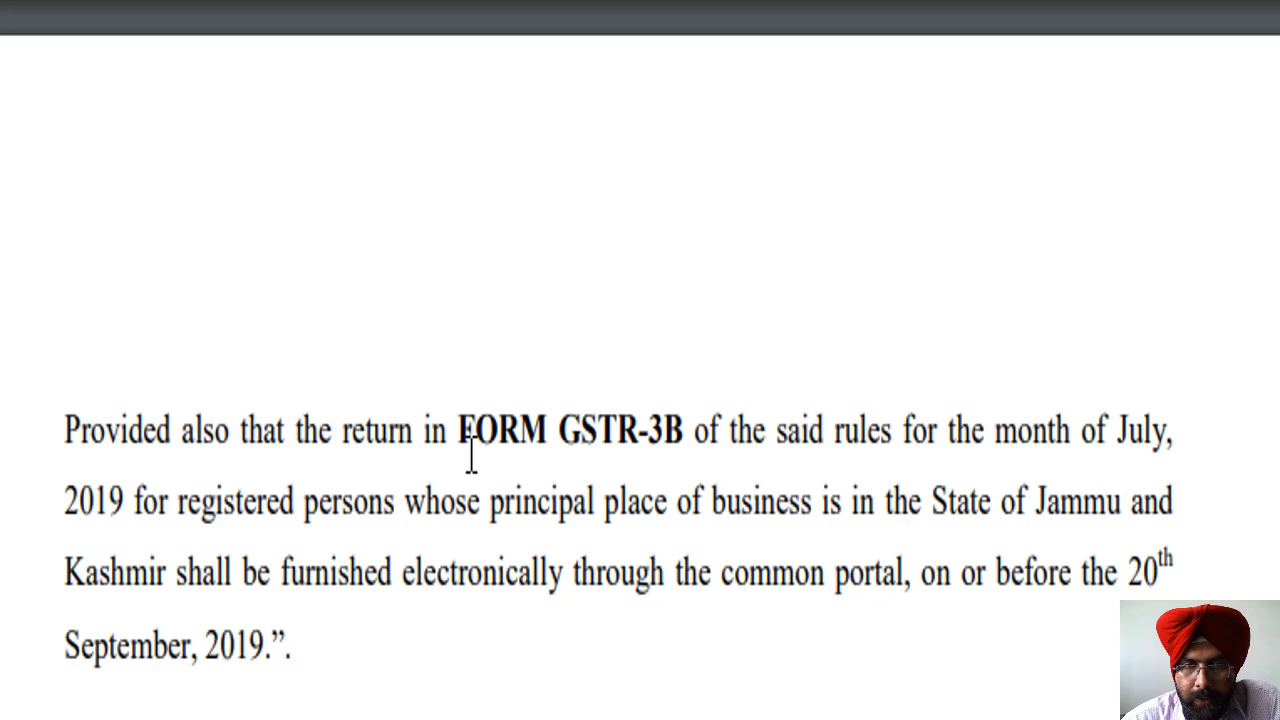 Provided also that the return in FORM GSTR-3B of the said rules for the month of July,
2019 for registered persons whose principal place of business is in the State of Jammu and
Kashmir shall be furnished electronically through the common portal, on or before the 20th
September, 2019.”.